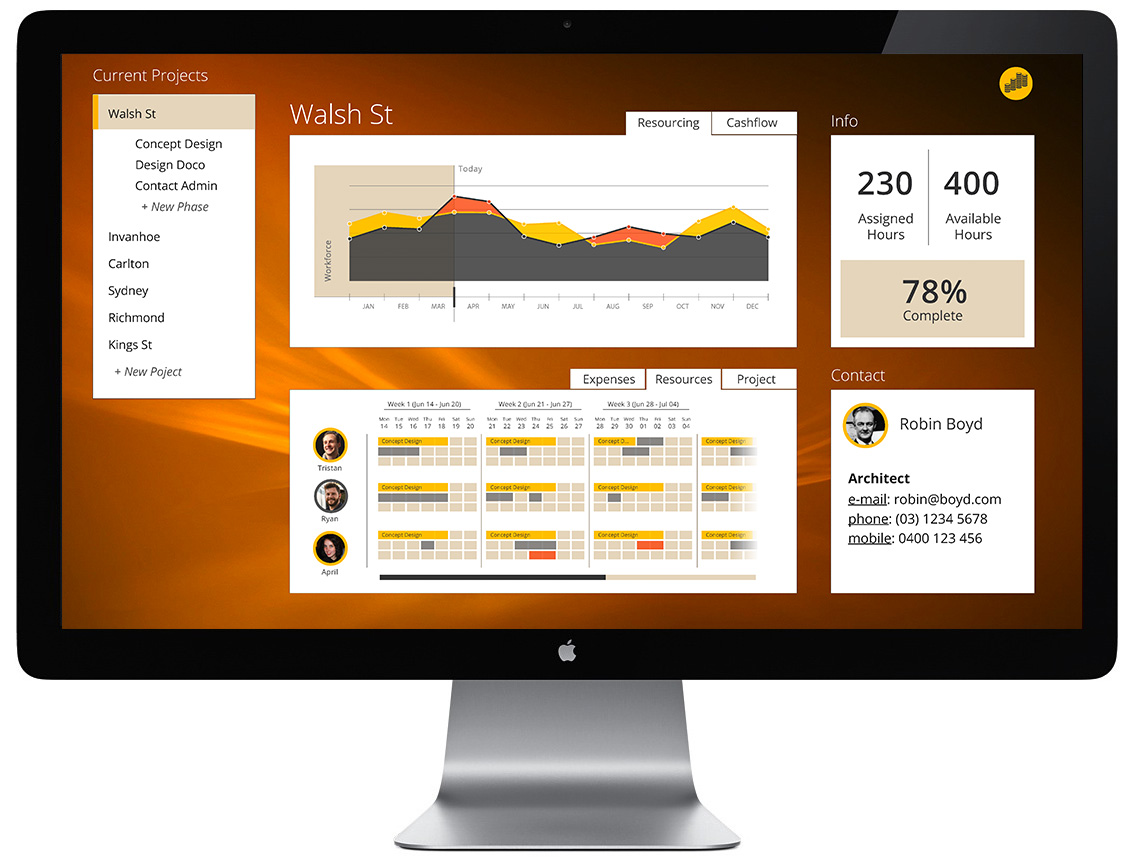 Current Projects
Walsh St
Concept Design
Design Doco
Contact Admin
+ New Phase
Invanhoe
Carlton
Sydney
Richmond
Kings St
+ New Poject
Walsh St
Resourcing Cashflow
Today
Workforce
JAN FEB MAR APR MAY JUN JUL AUG SEP OCT NOV DEC
Expenses Resources Project
Week 1 (Jun 14 - Jun 20) Week 2 (Jun 21 - Jun 27) Week 3 (Jun 28 - Jul 04)
Mon Tue Wed Thu Fri Sat Sun Mon Tue Wed Thu Fri Sat Sun Mon Tue Wed Thu Fri Sat Sun
14 15 16 17 18 19 20 21 22 23 24 25 26 27 28 29 30 01 02 03 04
Concept Design Concept Design Concept D... Concept Design
Tristan
Concept Design Concept Design Concept Design Concept Design
Ryan
Concept Design Concept Design Concept Design Concept Design
April
Info
230 400
Assigned Available
Hours Hours
78%
Complete
Contact
Robin Boyd
Architect
e-mail: robin@boyd.com
phone: (03) 1234 5678
mobile: 0400 123 456